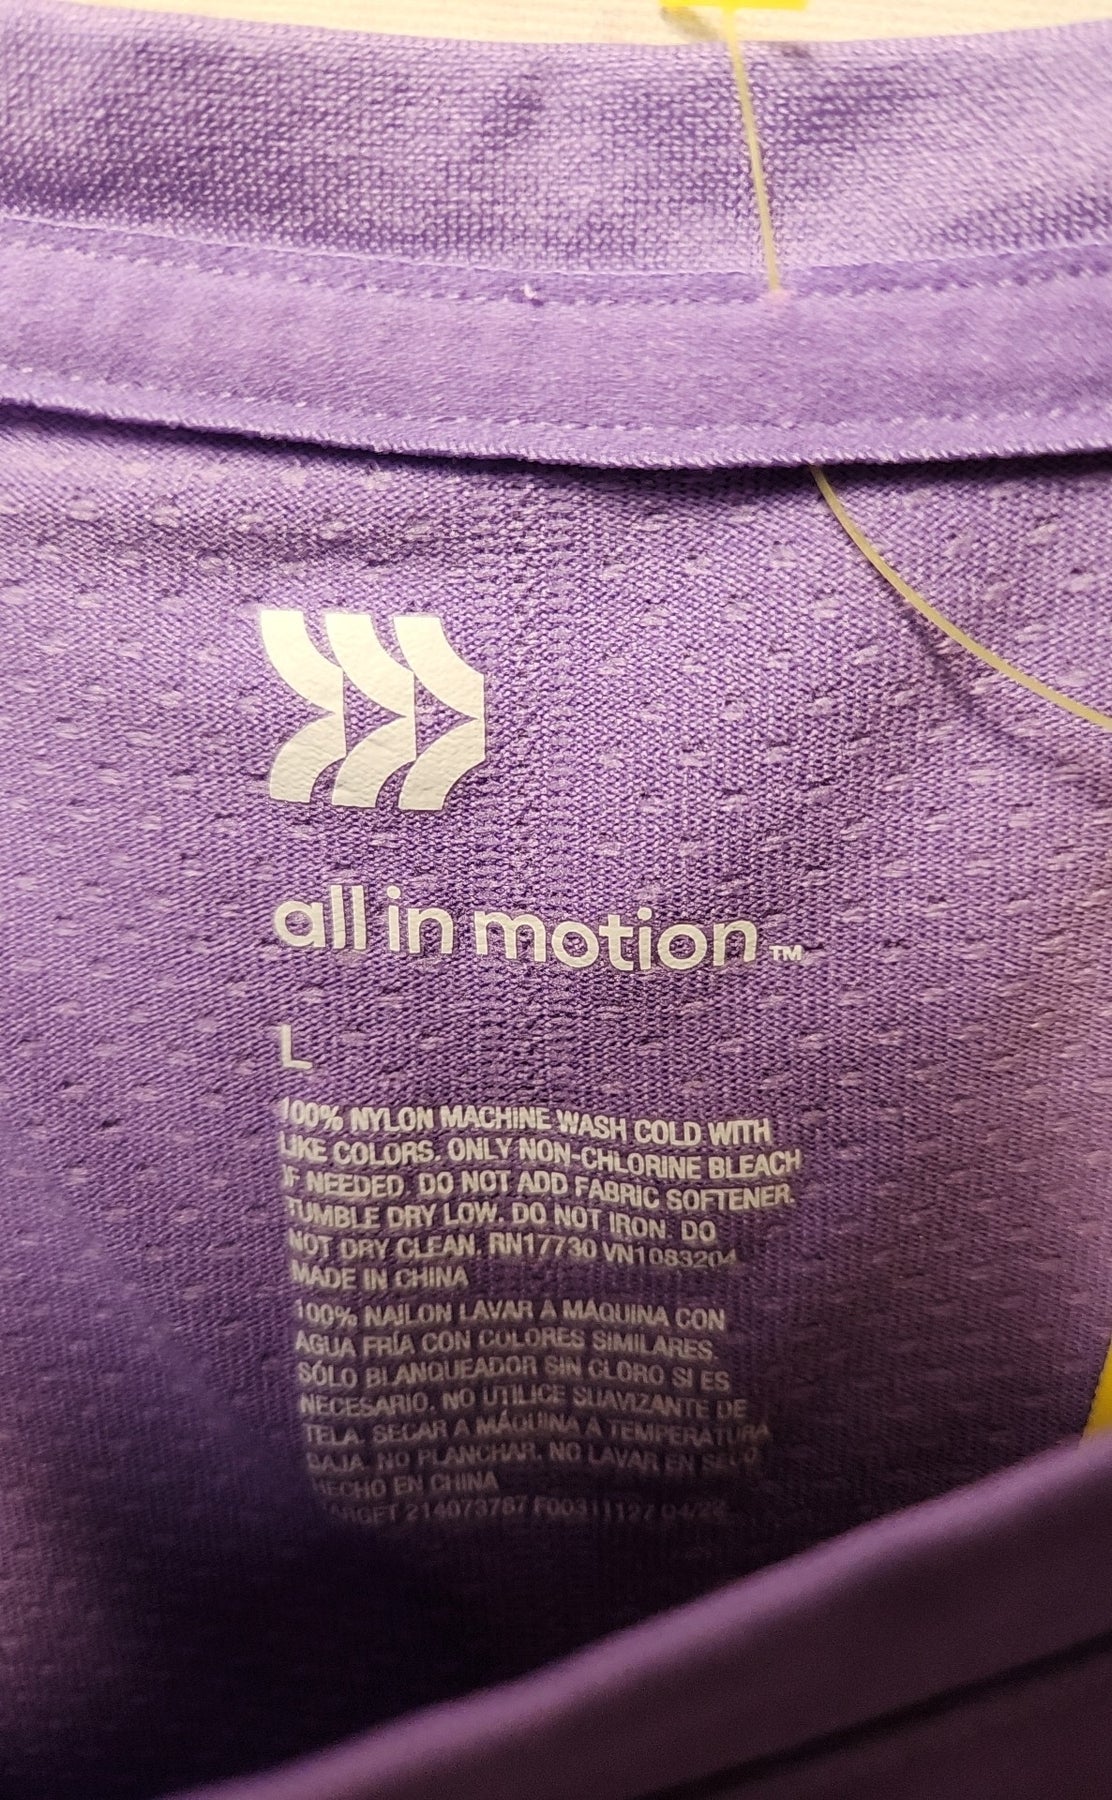 all in motion™
L
100% NYLON MACHINE WASH COLD WITH
LIKE COLORS. ONLY NON-CHLORINE BLEACH
IF NEEDED. DO NOT ADD FABRIC SOFTENER.
TUMBLE DRY LOW. DO NOT IRON. DO
NOT DRY CLEAN. RN17730 VN1083204
MADE IN CHINA
100% NAILON LAVAR A MÁQUINA CON
AGUA FRÍA CON COLORES SIMILARES.
SÓLO BLANQUEADOR SIN CLORO SI ES
NECESARIO. NO UTILICE SUAVIZANTE DE
TELA. SECAR A MÁQUINA A TEMPERATURA
BAJA. NO PLANCHAR. NO LAVAR EN SECO
HECHO EN CHINA
TARGET 214073787 F00311127 04/22